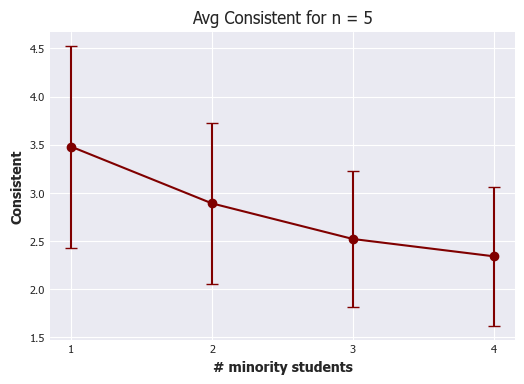 Avg Consistent for n = 5
4.5
4.0
3.5
3.0
2.5
2.0
1.5
Consistent
1 2 3 4
# minority students